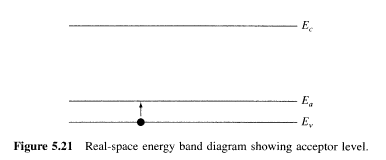 E_c
E_a
E_v
Figure 5.21 Real-space energy band diagram showing acceptor level.